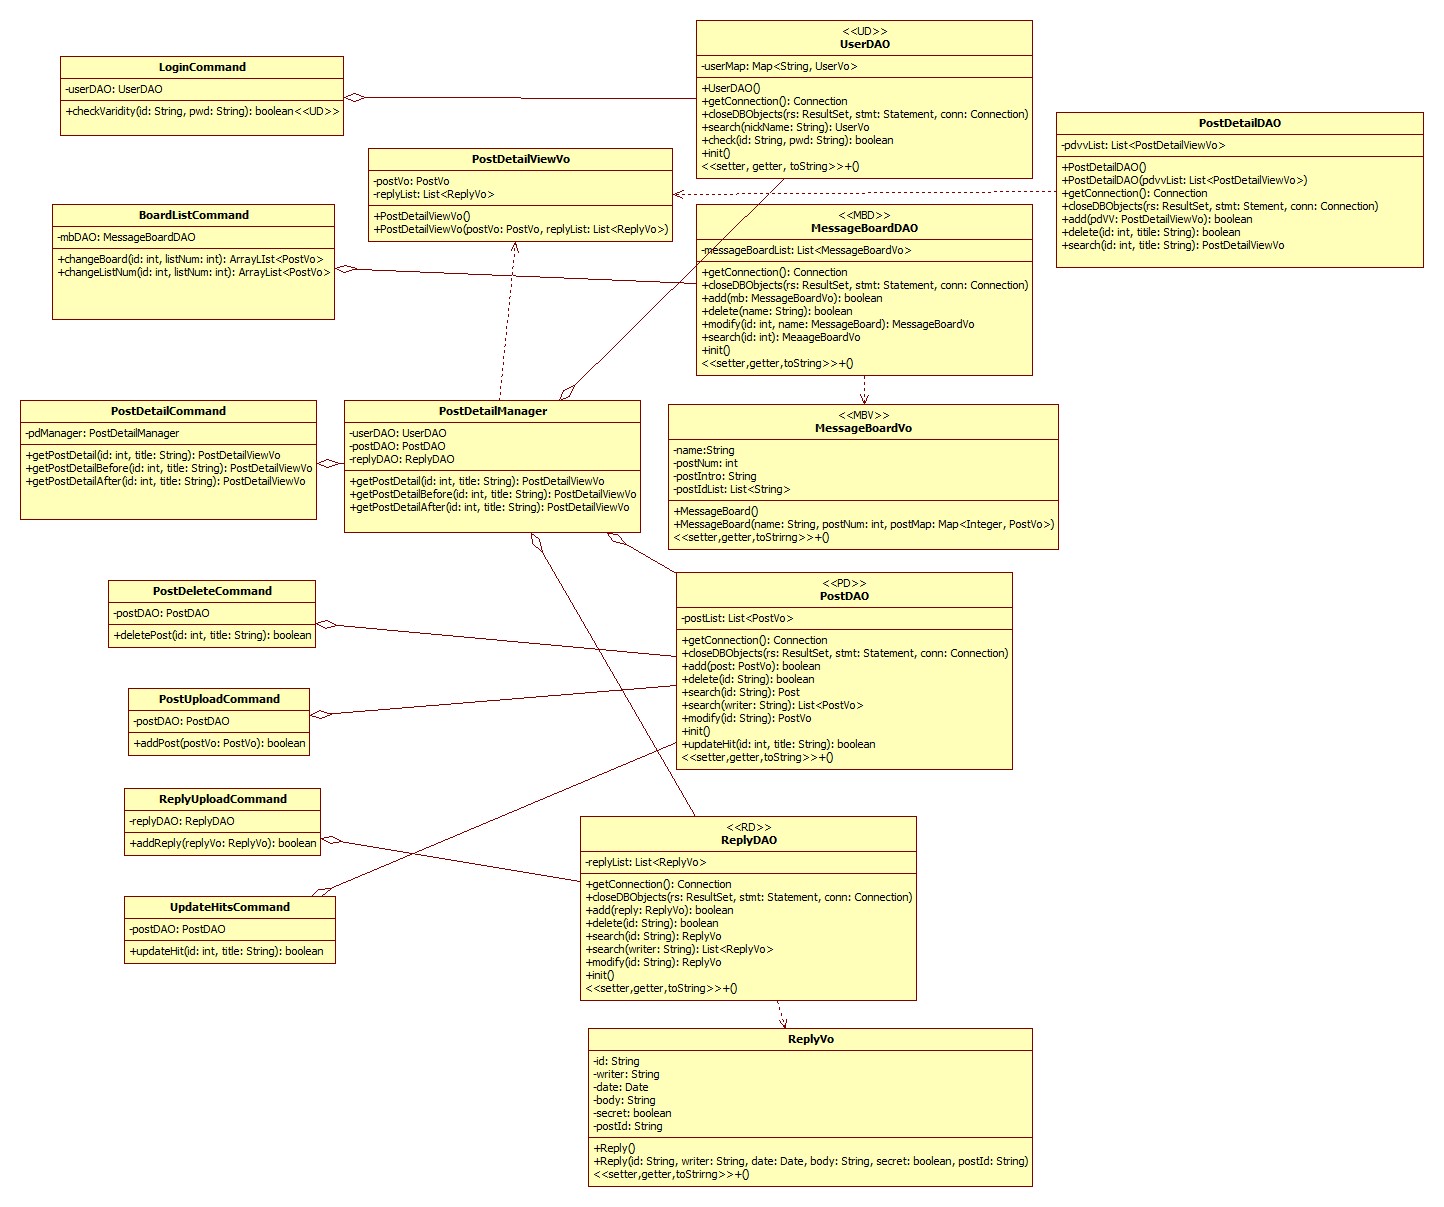 <<UD>>
UserDAO
-userMap: Map<String, UserVo>
+UserDAO()
+getConnection(): Connection
+closeDBObjects(rs: ResultSet, stmt: Statement, conn: Connection)
+search(nickName: String): UserVo
+check(id: String, pwd: String): boolean
+init()
<<setter, getter, toString>>+()
LoginCommand
-userDAO: UserDAO
+checkVaridity(id: String, pwd: String): boolean<<UD>>
PostDetailDAO
-pdvvList: List<PostDetailViewVo>
+PostDetailDAO()
+PostDetailDAO(pdvvList: List<PostDetailViewVo>)
+getConnection(): Connection
+closeDBObjects(rs: ResultSet, stmt: Stement, conn: Connection)
+add(pdVV: PostDetailViewVo): boolean
+delete(id: int, title: String): boolean
+search(id: int, title: String): PostDetailViewVo
PostDetailViewVo
-postVo: PostVo
-replyList: List<ReplyVo>
+PostDetailViewVo()
+PostDetailViewVo(postVo: PostVo, replyList: List<ReplyVo>)
BoardListCommand
-mbDAO: MessageBoardDAO
+changeBoard(id: int, listNum: int): ArrayLIst<PostVo>
+changeListNum(id: int, listNum: int): ArrayList<PostVo>
<<MBD>>
MessageBoardDAO
-messageBoardList: List<MessageBoardVo>
+getConnection(): Connection
+closeDBObjects(rs: ResultSet, stmt: Statement, conn: Connection)
+add(mb: MessageBoardVo): boolean
+delete(name: String): boolean
+modify(id: int, name: MessageBoard): MessageBoardVo
+search(id: int): MeaageBoardVo
+init()
<<setter,getter,toString>>+()
PostDetailCommand
-pdManager: PostDetailManager
+getPostDetail(id: int, title: String): PostDetailViewVo
+getPostDetailBefore(id: int, title: String): PostDetailViewVo
+getPostDetailAfter(id: int, title: String): PostDetailViewVo
PostDetailManager
-userDAO: UserDAO
-postDAO: PostDAO
-replyDAO: ReplyDAO
+getPostDetail(id: int, title: String): PostDetailViewVo
+getPostDetailBefore(id: int, title: String): PostDetailViewVo
+getPostDetailAfter(id: int, title: String): PostDetailViewVo
<<MBV>>
MessageBoardVo
-name:String
-postNum: int
-postIntro: String
-postIdList: List<String>
+MessageBoard()
+MessageBoard(name: String, postNum: int, postMap: Map<Integer, PostVo>)
<<setter,getter,toStrirng>>+()
PostDeleteCommand
-postDAO: PostDAO
+deletePost(id: int, title: String): boolean
<<PD>>
PostDAO
-postList: List<PostVo>
+getConnection(): Connection
+closeDBObjects(rs: ResultSet, stmt: Statement, conn: Connection)
+add(post: PostVo): boolean
+delete(id: String): boolean
+search(id: String): Post
+search(writer: String): List<PostVo>
+modify(id: String): PostVo
+init()
+updateHit(id: int, title: String): boolean
<<setter,getter,toString>>+()
PostUploadCommand
-postDAO: PostDAO
+addPost(postVo: PostVo): boolean
ReplyUploadCommand
-replyDAO: ReplyDAO
+addReply(replyVo: ReplyVo): boolean
UpdateHitsCommand
-postDAO: PostDAO
+updateHit(id: int, title: String): boolean
<<RD>>
ReplyDAO
-replyList: List<ReplyVo>
+getConnection(): Connection
+closeDBObjects(rs: ResultSet, stmt: Statement, conn: Connection)
+add(reply: ReplyVo): boolean
+delete(id: String): boolean
+search(id: String): ReplyVo
+search(writer: String): List<ReplyVo>
+modify(id: String): ReplyVo
+init()
<<setter,getter,toString>>+()
ReplyVo
-id: String
-writer: String
-date: Date
-body: String
-secret: boolean
-postId: String
+Reply()
+Reply(id: String, writer: String, date: Date, body: String, secret: boolean, postId: String)
<<setter,getter,toStrirng>>+()